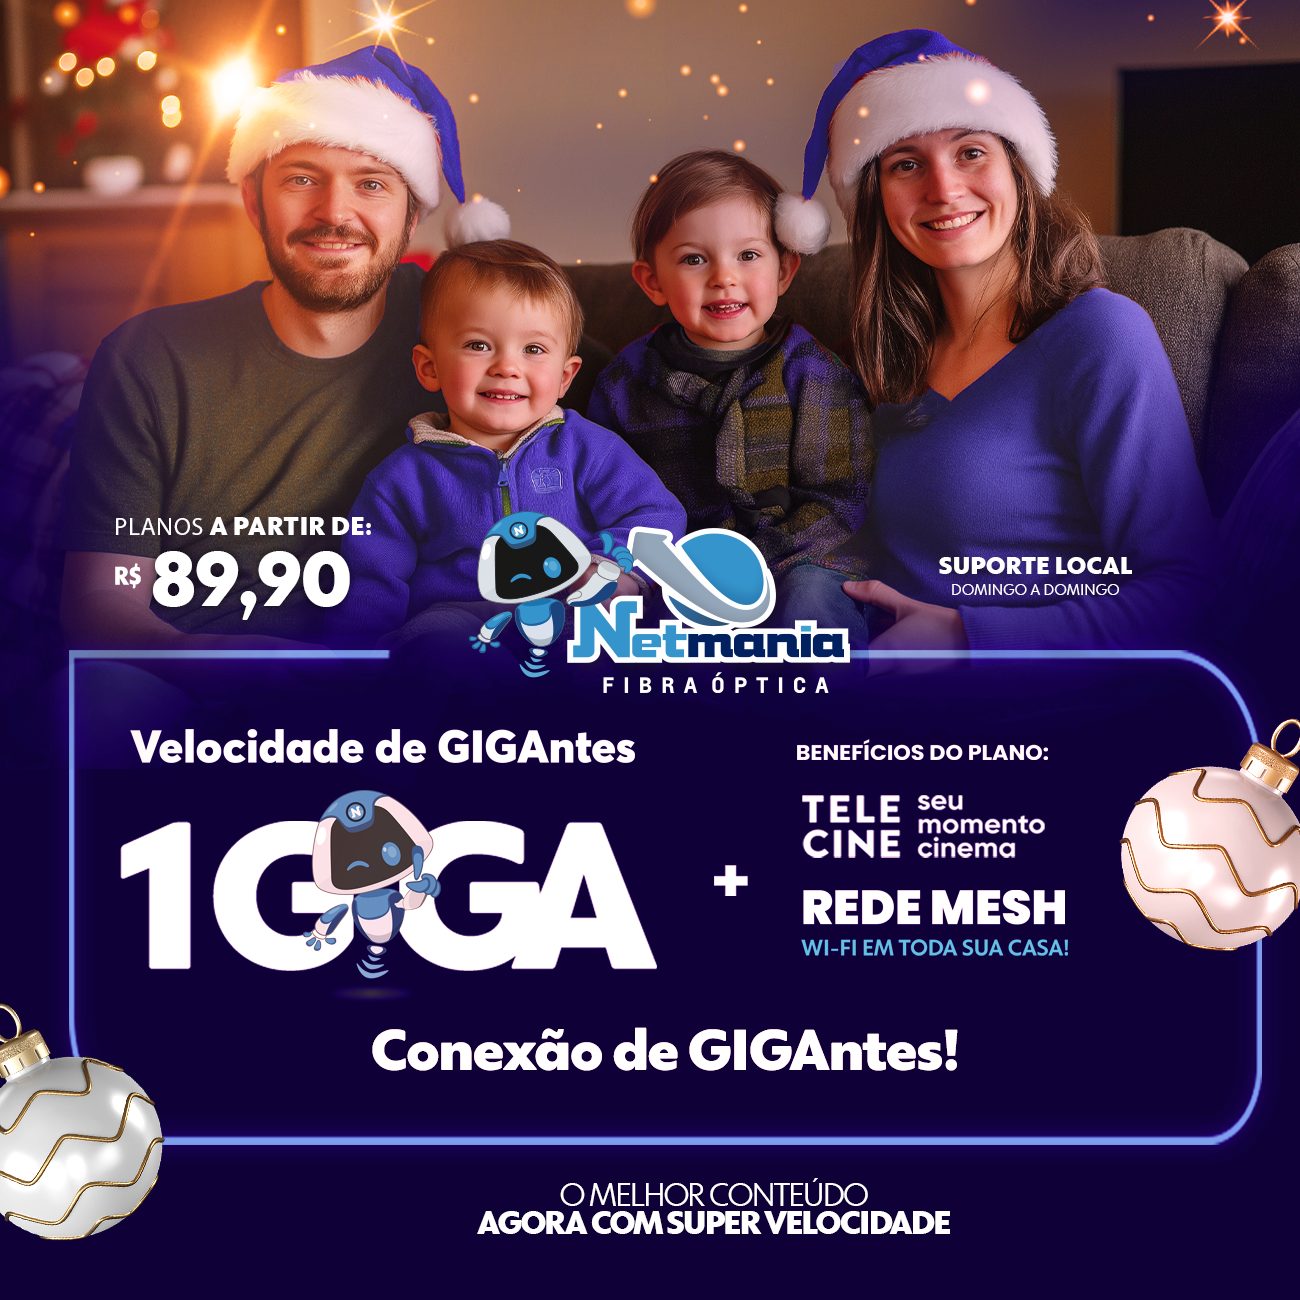 PLANOS A PARTIR DE:
R$ 89,90
N
Netmania
FIBRA ÓPTICA
SUPORTE LOCAL
DOMINGO A DOMINGO
Velocidade de GIGAntes
N
1GIGA
+
BENEFÍCIOS DO PLANO:
TELE
CINE
seu
momento
cinema
REDE MESH
WI-FI EM TODA SUA CASA!
Conexão de GIGAntes!
O MELHOR CONTEÚDO
AGORA COM SUPER VELOCIDADE